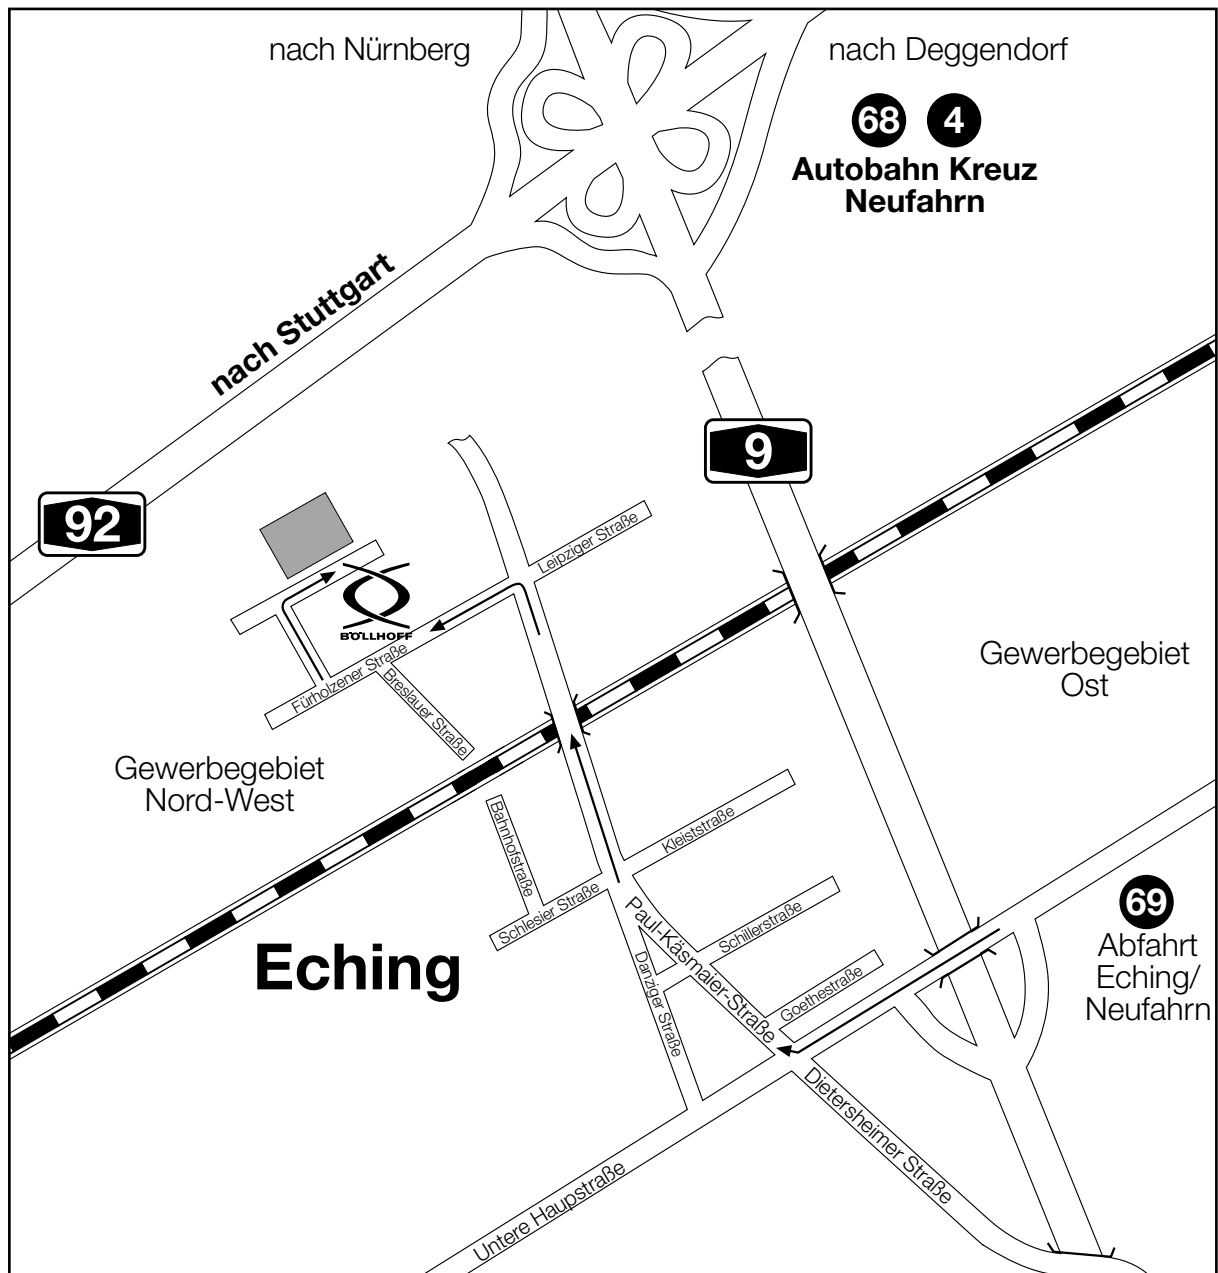 nach Nürnberg
nach Deggendorf
68
4
Autobahn Kreuz
Neufahrn
nach Stuttgart
9
92
Leipziger Straße
BÖLLHOFF
Fürholzener Straße
Breslauer Straße
Gewerbegebiet
Ost
Gewerbegebiet
Nord-West
Bahnhofstraße
Kleiststraße
Schlesier Straße
Paul-Käsmaier-Straße
Schillerstraße
69
Abfahrt
Eching/
Neufahrn
Eching
Danziger Straße
Goethestraße
Dietersheimer Straße
Untere Haupstraße